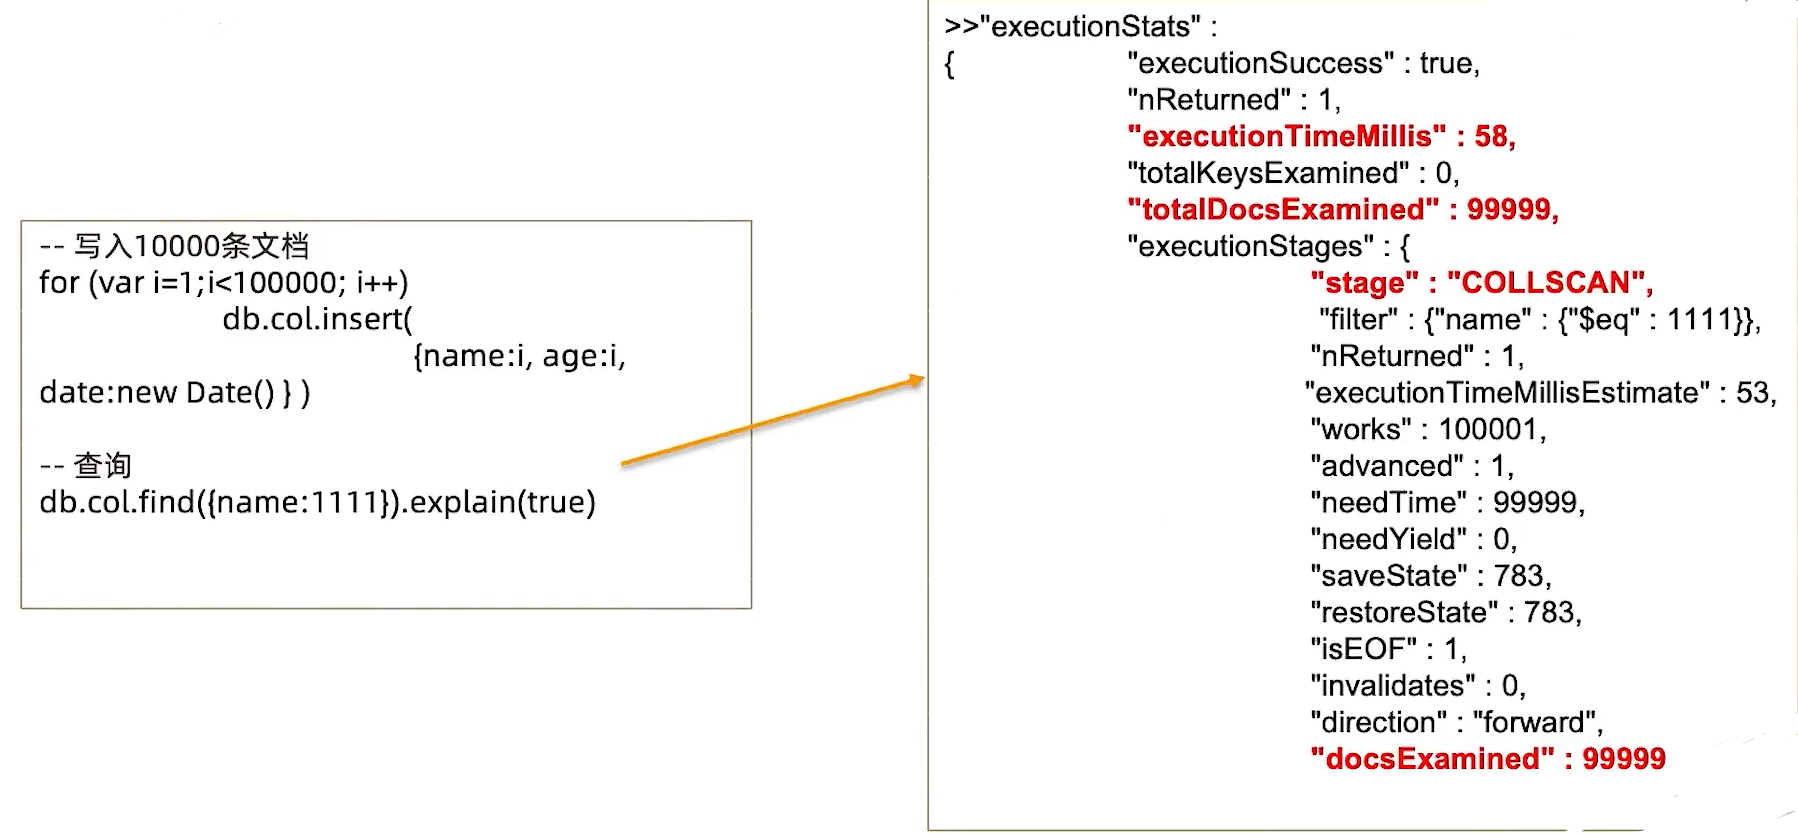 -- 写入10000条文档
for (var i=1;i<100000; i++)
db.col.insert(
{name:i, age:i,
date:new Date() } )
-- 查询
db.col.find({name:1111}).explain(true)
>>"executionStats" :
{ "executionSuccess" : true,
"nReturned" : 1,
"executionTimeMillis" : 58,
"totalKeysExamined" : 0,
"totalDocsExamined" : 99999,
"executionStages" : {
"stage" : "COLLSCAN",
"filter" : {"name" : {"$eq" : 1111}},
"nReturned" : 1,
"executionTimeMillisEstimate" : 53,
"works" : 100001,
"advanced" : 1,
"needTime" : 99999,
"needYield" : 0,
"saveState" : 783,
"restoreState" : 783,
"isEOF" : 1,
"invalidates" : 0,
"direction" : "forward",
"docsExamined" : 99999